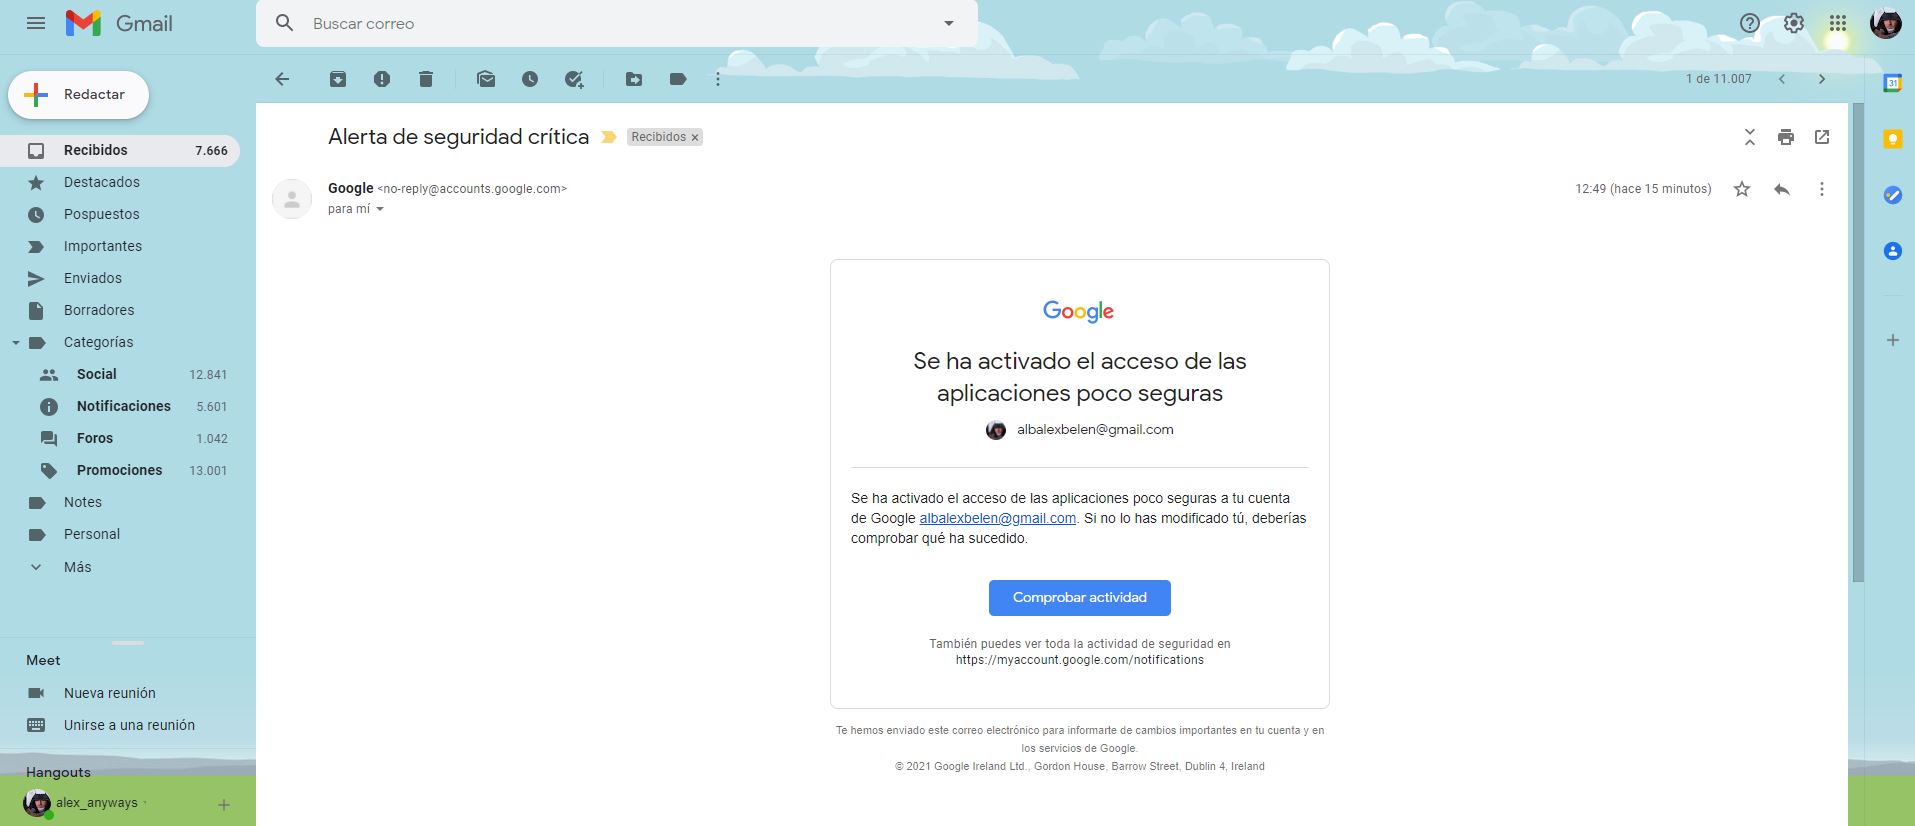 Gmail
Buscar correo
Redactar
1 de 11.007
31
Recibidos 7.666
Destacados
Pospuestos
Importantes
Enviados
Borradores
Categorías
Social 12.841
Notificaciones 5.601
Foros 1.042
Promociones 13.001
Notes
Personal
Más
Meet
Nueva reunión
Unirse a una reunión
Hangouts
alex_anyways
Alerta de seguridad crítica Recibidos x
Google <no-reply@accounts.google.com> 12:49 (hace 15 minutos)
para mí
Google
Se ha activado el acceso de las
aplicaciones poco seguras
albalexbelen@gmail.com
Se ha activado el acceso de las aplicaciones poco seguras a tu cuenta
de Google albalexbelen@gmail.com. Si no lo has modificado tú, deberías
comprobar qué ha sucedido.
Comprobar actividad
También puedes ver toda la actividad de seguridad en
https://myaccount.google.com/notifications
Te hemos enviado este correo electrónico para informarte de cambios importantes en tu cuenta y en
los servicios de Google.
© 2021 Google Ireland Ltd., Gordon House, Barrow Street, Dublin 4, Ireland